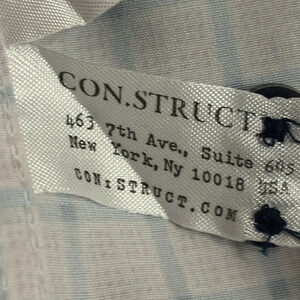 CON.STRUCT
463 7th Ave., Suite 605
New York, Ny 10018 USA
CON:STRUCT.COM